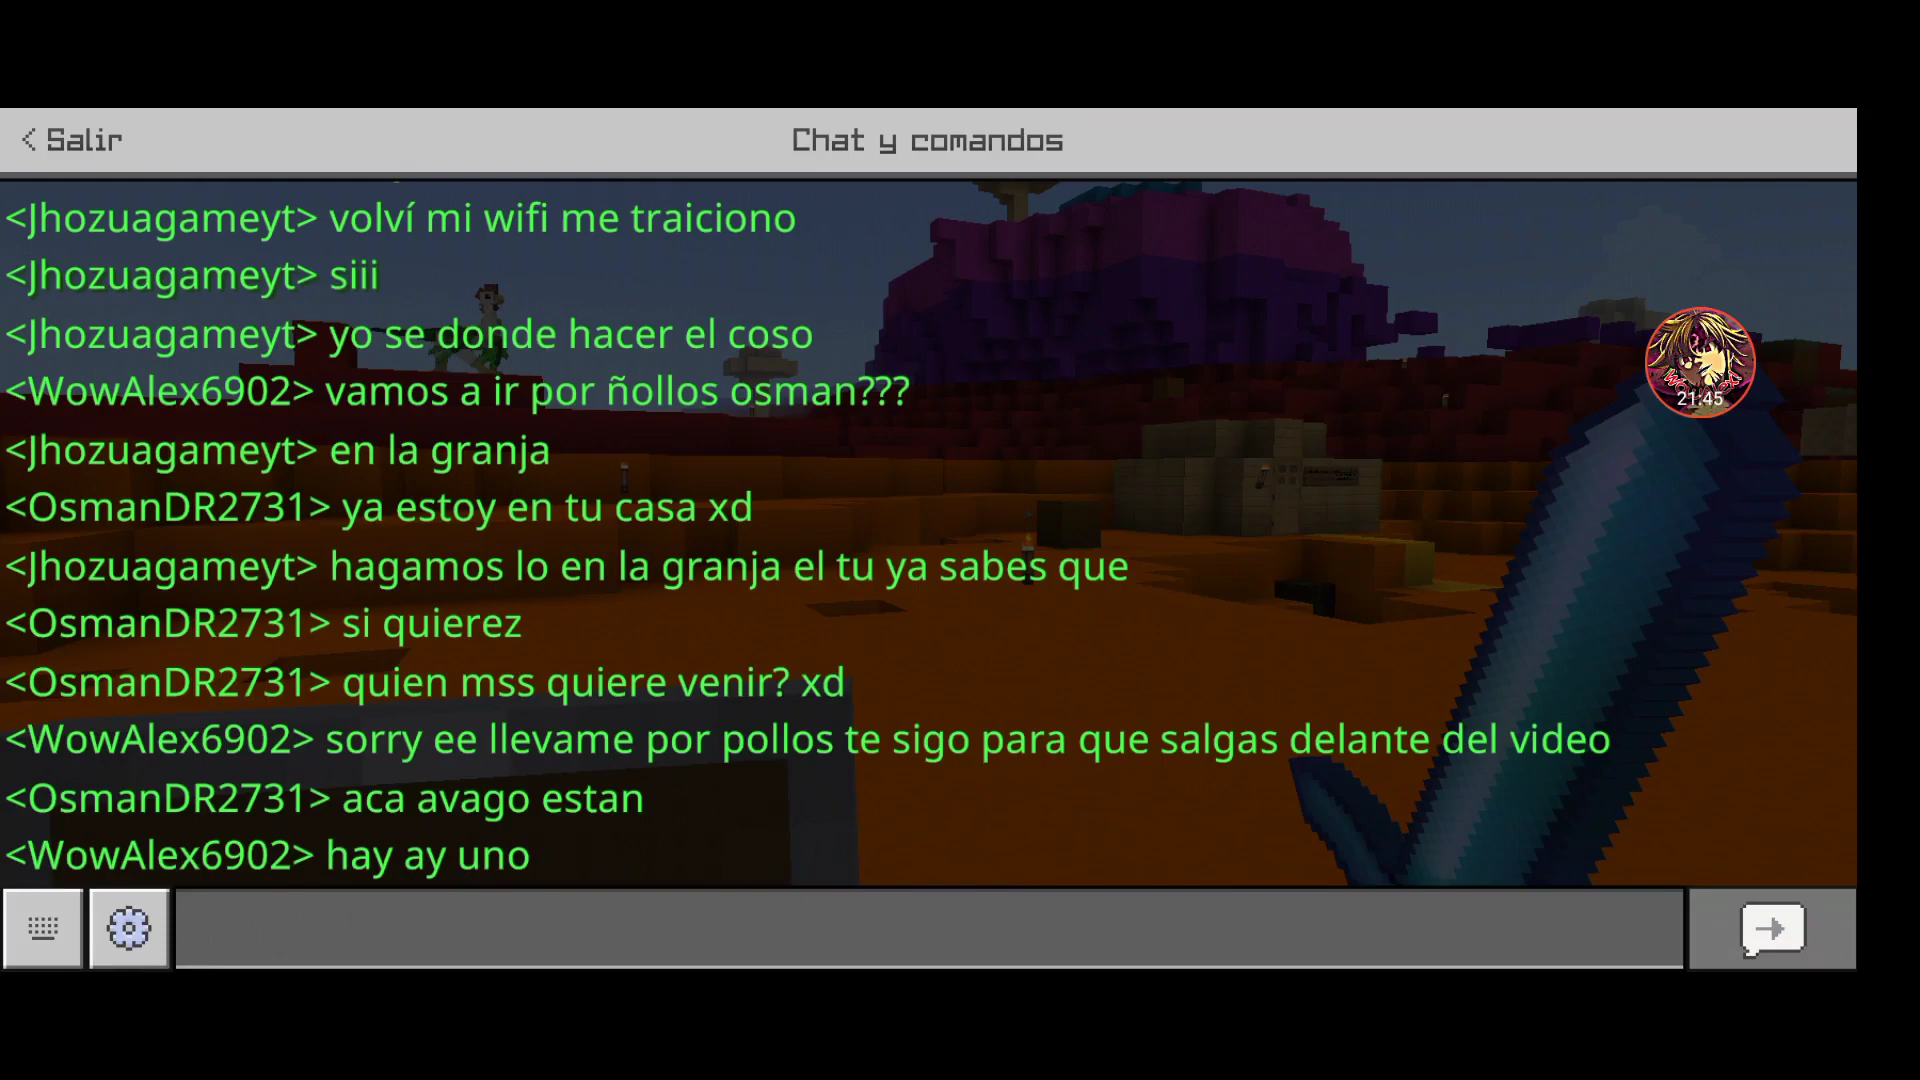 Salir
Chat y comandos
<Jhozuagameyt> volví mi wifi me traiciono
<Jhozuagameyt> siii
<Jhozuagameyt> yo se donde hacer el coso
<WowAlex6902> vamos a ir por ñollos osman???
<Jhozuagameyt> en la granja
<OsmanDR2731> ya estoy en tu casa xd
<Jhozuagameyt> hagamos lo en la granja el tu ya sabes que
<OsmanDR2731> si quierez
<OsmanDR2731> quien mss quiere venir? xd
<WowAlex6902> sorry ee llevame por pollos te sigo para que salgas delante del video
<OsmanDR2731> aca avago estan
<WowAlex6902> hay ay uno
21:45